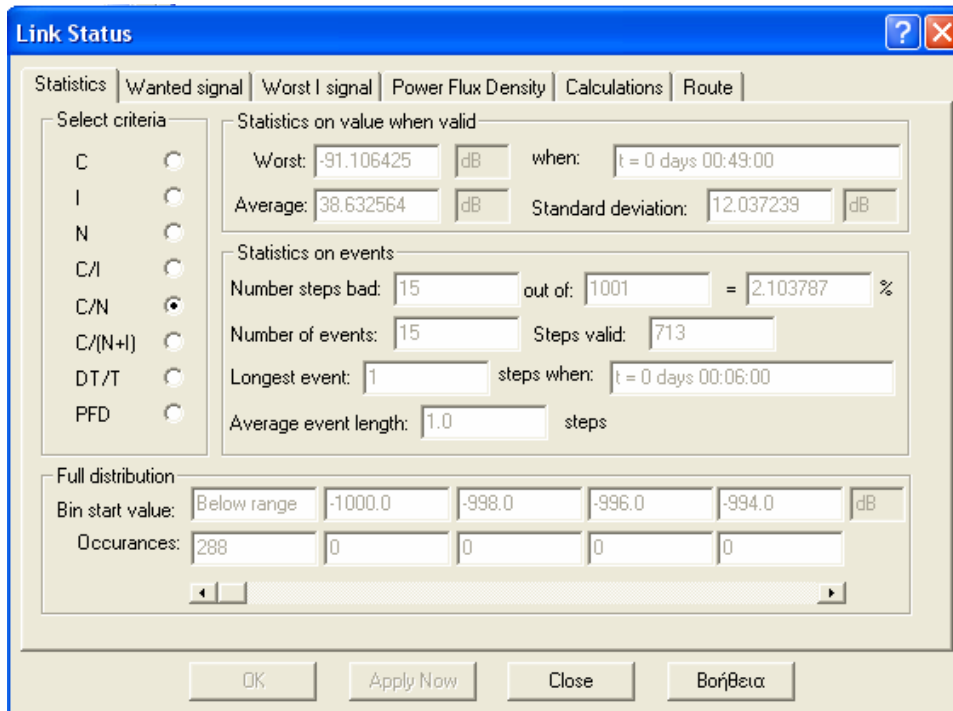 Link Status
Statistics Wanted signal Worst I signal Power Flux Density Calculations Route
Select criteria
C
I
N
C/I
C/N
C/(N+I)
DT/T
PFD
Statistics on value when valid
Worst: -91.106425 dB when: t = 0 days 00:49:00
Average: 38.632564 dB Standard deviation: 12.037239 dB
Statistics on events
Number steps bad: 15 out of: 1001 = 2.103787 %
Number of events: 15 Steps valid: 713
Longest event: 1 steps when: t = 0 days 00:06:00
Average event length: 1.0 steps
Full distribution
Bin start value: Below range -1000.0 -998.0 -996.0 -994.0 dB
Occurances: 288 0 0 0 0
OK Apply Now Close Βοήθεια